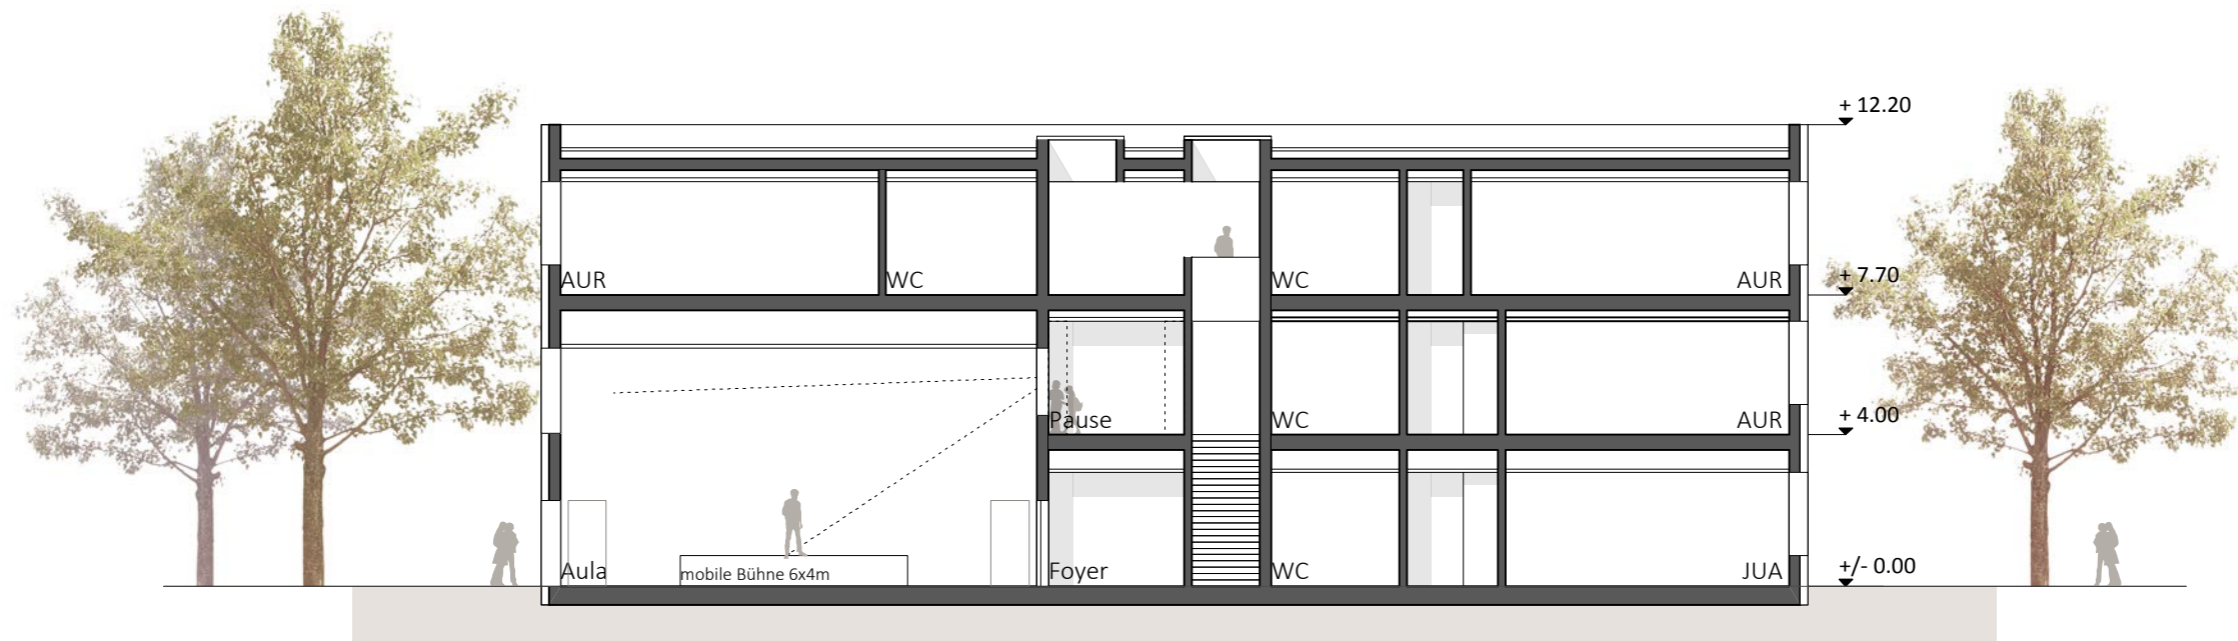 + 12.20
AUR
WC
WC
AUR
+ 7.70
Pause
WC
AUR
+ 4.00
Aula
mobile Bühne 6x4m
Foyer
WC
JUA
+/- 0.00